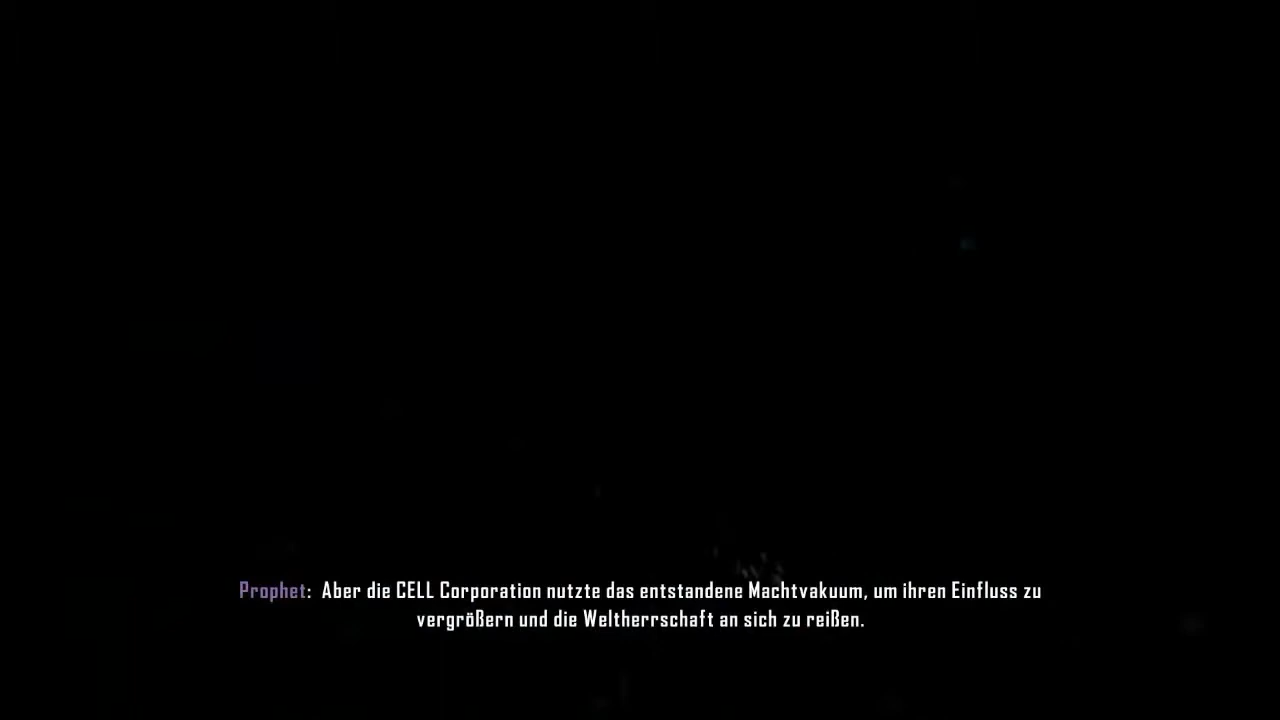 Prophet: Aber die CELL Corporation nutzte das entstandene Machtvakuum, um ihren Einfluss zu
vergrößern und die Weltherrschaft an sich zu reißen.